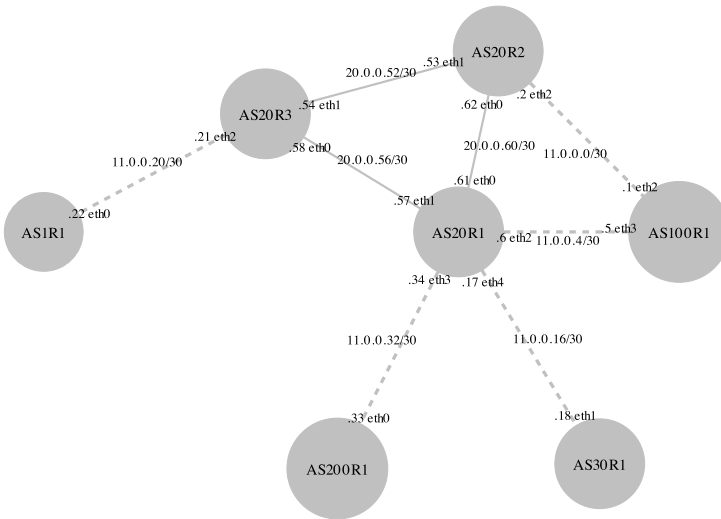 AS20R2
.53 eth1
20.0.0.52/30
.62 eth0
.2 eth2
.54 eth1
AS20R3
.21 eth2
.58 eth0
20.0.0.60/30
11.0.0.0/30
11.0.0.20/30
20.0.0.56/30
.61 eth0
.1 eth2
.57 eth1
.22 eth0
AS1R1
AS20R1
.6 eth2
11.0.0.4/30
.5 eth3
AS100R1
.34 eth3
.17 eth4
11.0.0.32/30
11.0.0.16/30
.33 eth0
.18 eth1
AS200R1
AS30R1